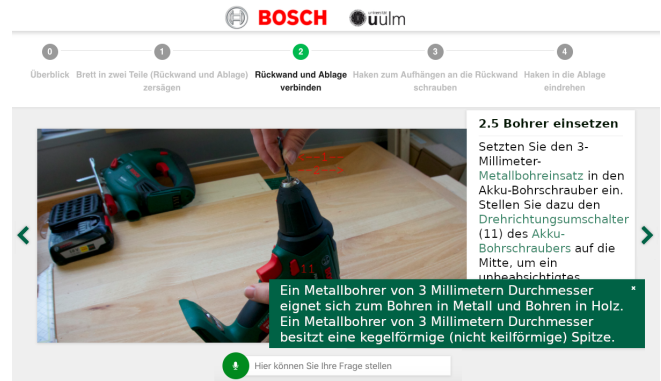 BOSCH
uulm
0
1
2
3
4
Überblick
Brett in zwei Teile (Rückwand und Ablage)
zersägen
Rückwand und Ablage
verbinden
Haken zum Aufhängen an die Rückwand
schrauben
Haken in die Ablage
eindrehen
2.5 Bohrer einsetzen
Setzten Sie den 3-
Millimeter-
Metallbohreinsatz in den
Akku-Bohrschrauber ein.
Stellen Sie dazu den
Drehrichtungsumschalter
(11) des Akku-
Bohrschraubers auf die
Mitte, um ein
unbeabsichtigtes
11
Ein Metallbohrer von 3 Millimetern Durchmesser
eignet sich zum Bohren in Metall und Bohren in Holz.
Ein Metallbohrer von 3 Millimetern Durchmesser
besitzt eine kegelförmige (nicht keilförmige) Spitze.
Hier können Sie Ihre Frage stellen